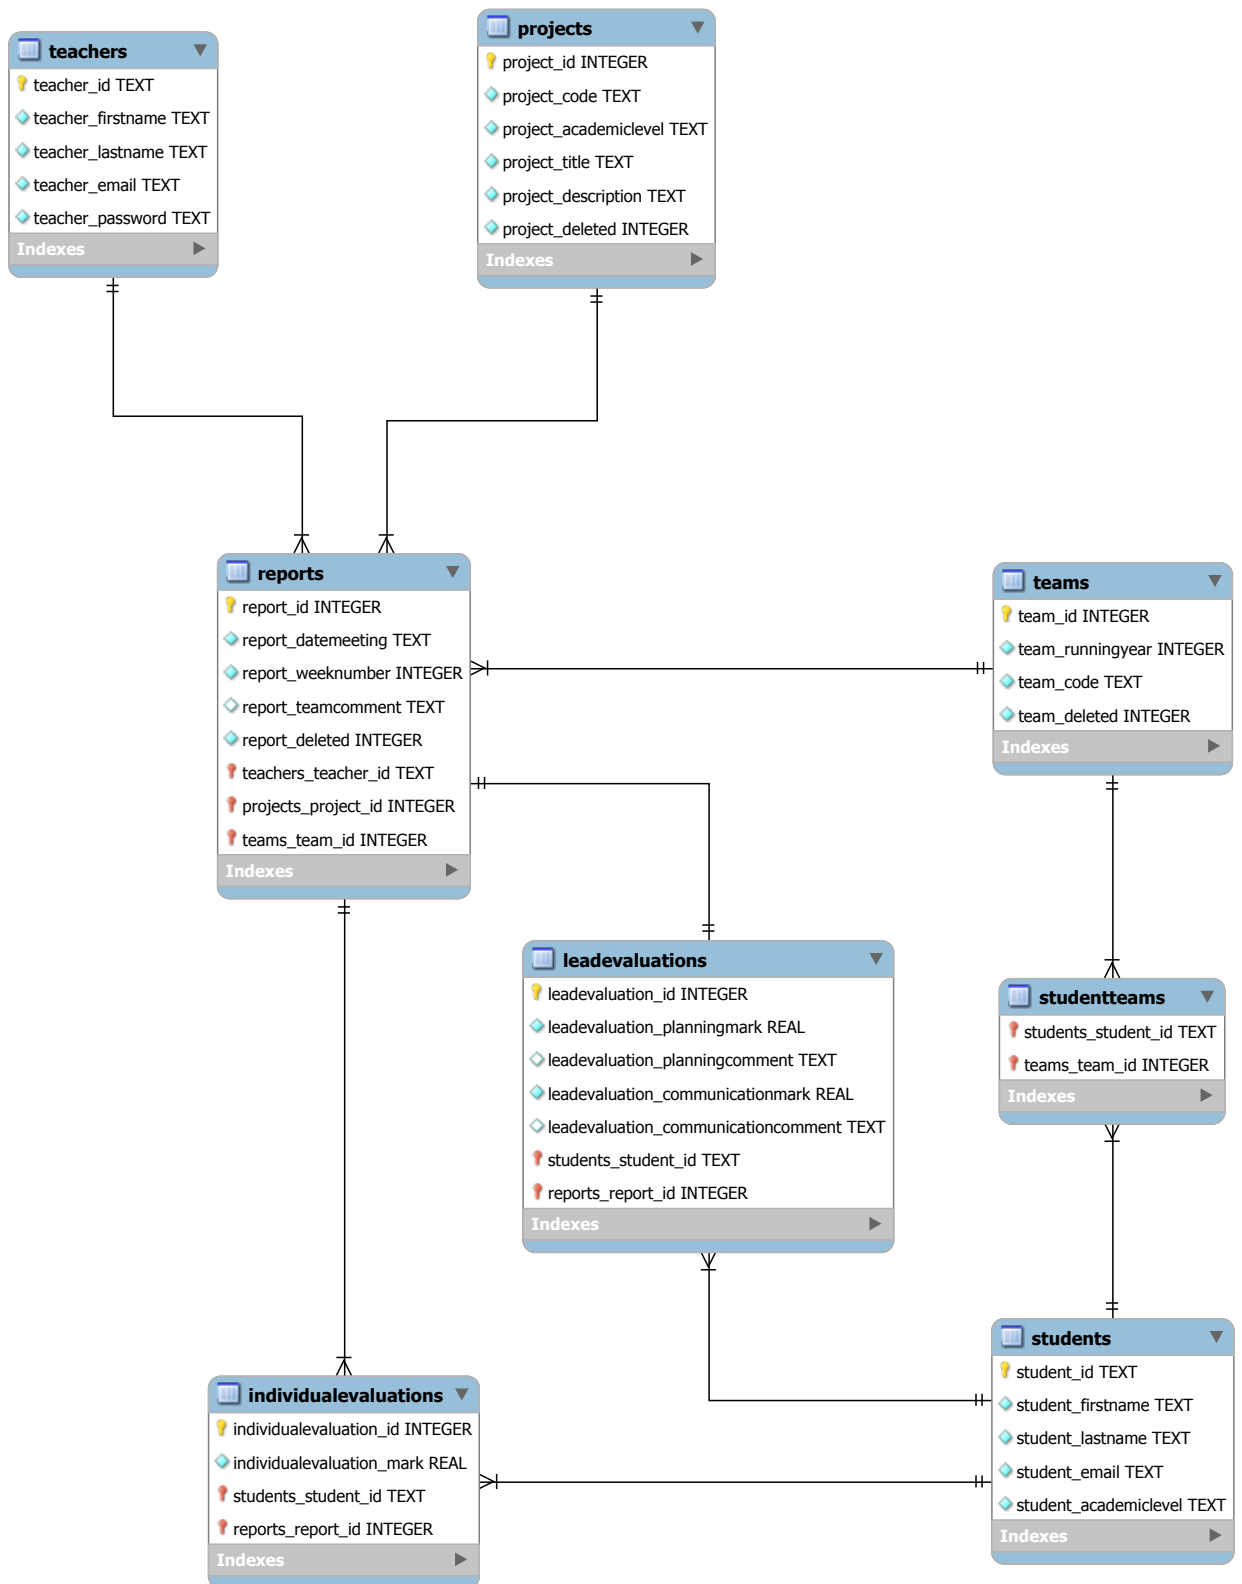 teachers
teacher_id TEXT
teacher_firstname TEXT
teacher_lastname TEXT
teacher_email TEXT
teacher_password TEXT
Indexes
projects
project_id INTEGER
project_code TEXT
project_academiclevel TEXT
project_title TEXT
project_description TEXT
project_deleted INTEGER
Indexes
reports
report_id INTEGER
report_datemeeting TEXT
report_weeknumber INTEGER
report_teamcomment TEXT
report_deleted INTEGER
teachers_teacher_id TEXT
projects_project_id INTEGER
teams_team_id INTEGER
Indexes
teams
team_id INTEGER
team_runningyear INTEGER
team_code TEXT
team_deleted INTEGER
Indexes
leadevaluations
leadevaluation_id INTEGER
leadevaluation_planningmark REAL
leadevaluation_planningcomment TEXT
leadevaluation_communicationmark REAL
leadevaluation_communicationcomment TEXT
students_student_id TEXT
reports_report_id INTEGER
Indexes
studentteams
students_student_id TEXT
teams_team_id INTEGER
Indexes
students
student_id TEXT
student_firstname TEXT
student_lastname TEXT
student_email TEXT
student_academiclevel TEXT
Indexes
individualevaluations
individualevaluation_id INTEGER
individualevaluation_mark REAL
students_student_id TEXT
reports_report_id INTEGER
Indexes